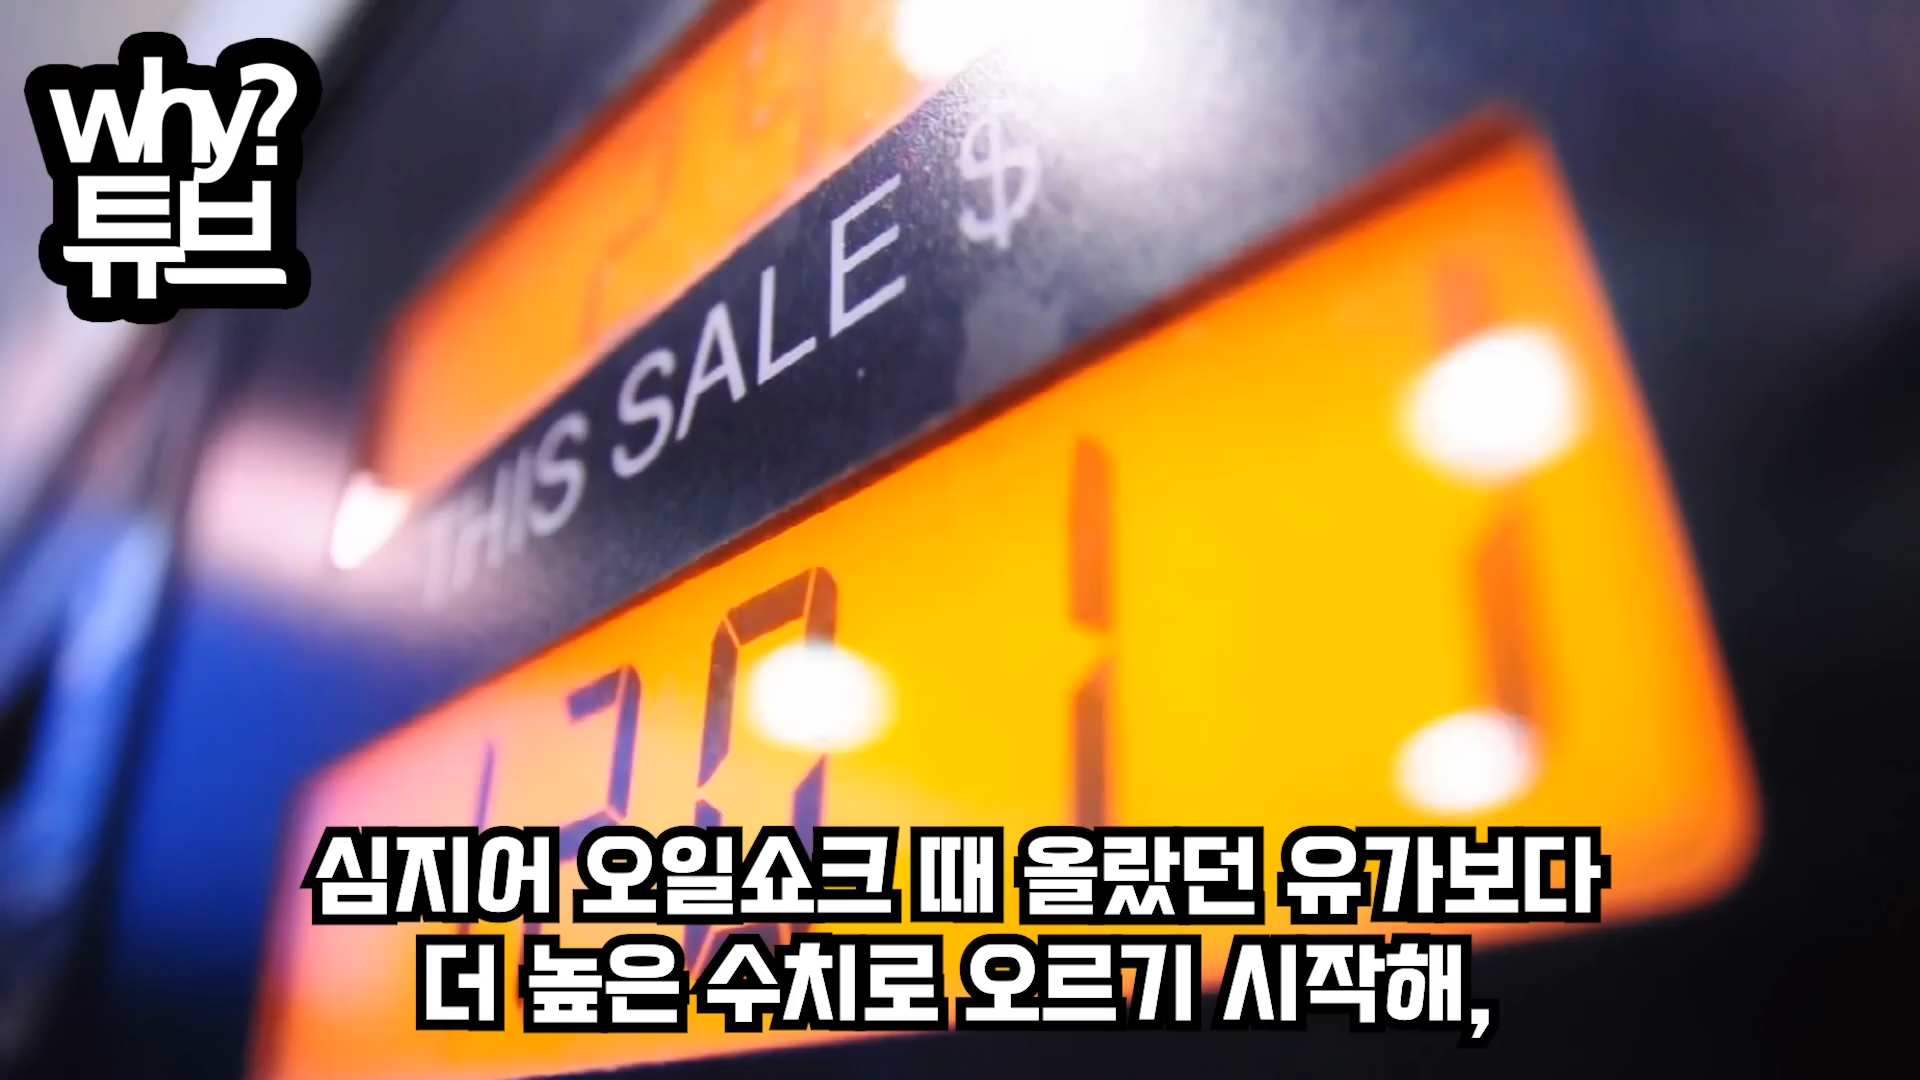 why?
튜브
THIS SALE $
심지어 오일쇼크 때 올랐던 유가보다
더 높은 수치로 오르기 시작해,